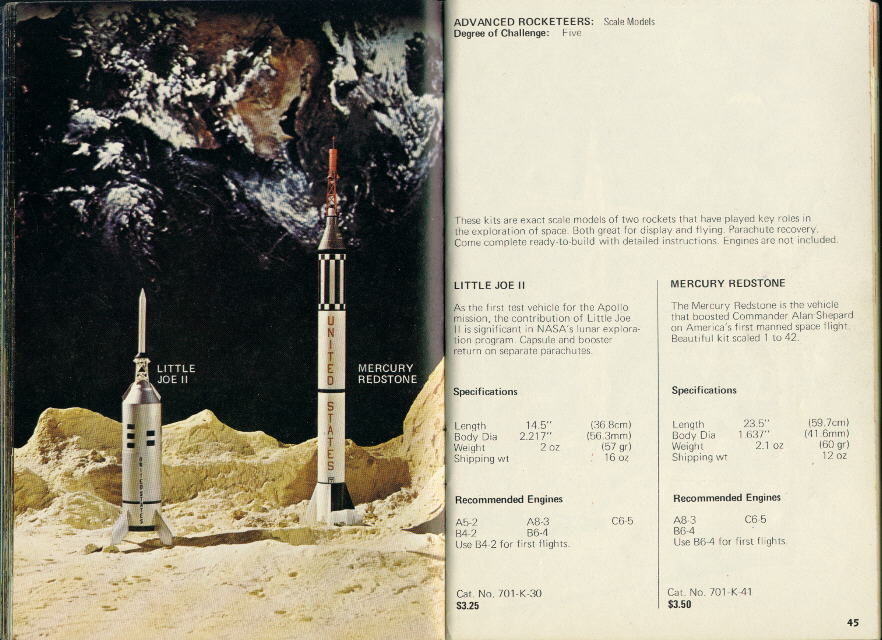 LITTLE
JOE II
MERCURY
REDSTONE
UNITED STATES
UNITED STATES
ADVANCED ROCKETEERS: Scale Models
Degree of Challenge: Five
These kits are exact scale models of two rockets that have played key roles in
the exploration of space. Both great for display and flying. Parachute recovery.
Come complete ready-to-build with detailed instructions. Engines are not included.
LITTLE JOE II
As the first test vehicle for the Apollo
mission, the contribution of Little Joe
II is significant in NASA's lunar explora-
tion program. Capsule and booster
return on separate parachutes.
Specifications
Length 14.5" (36.8cm)
Body Dia 2.217" (56.3mm)
Weight 2 oz (57 gr)
Shipping wt 16 oz
Recommended Engines
A5-2 A8-3 C6-5
B4-2 B6-4
Use B4-2 for first flights.
Cat. No. 701-K-30
$3.25
MERCURY REDSTONE
The Mercury Redstone is the vehicle
that boosted Commander Alan Shepard
on America's first manned space flight.
Beautiful kit scaled 1 to 42.
Specifications
Length 23.5" (59.7cm)
Body Dia 1.637" (41.6mm)
Weight 2.1 oz (60 gr)
Shipping wt 12 oz
Recommended Engines
A8-3 C6-5
B6-4
Use B6-4 for first flights.
Cat. No. 701-K-41
$3.50
45